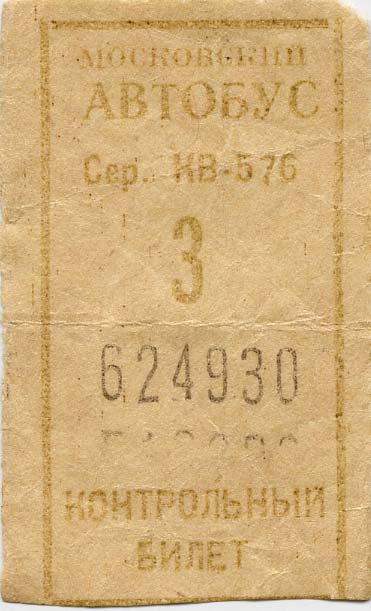 МОСКОВСКИЙ
АВТОБУС
Сер. КВ-576
3
624930
КОНТРОЛЬНЫЙ
БИЛЕТ